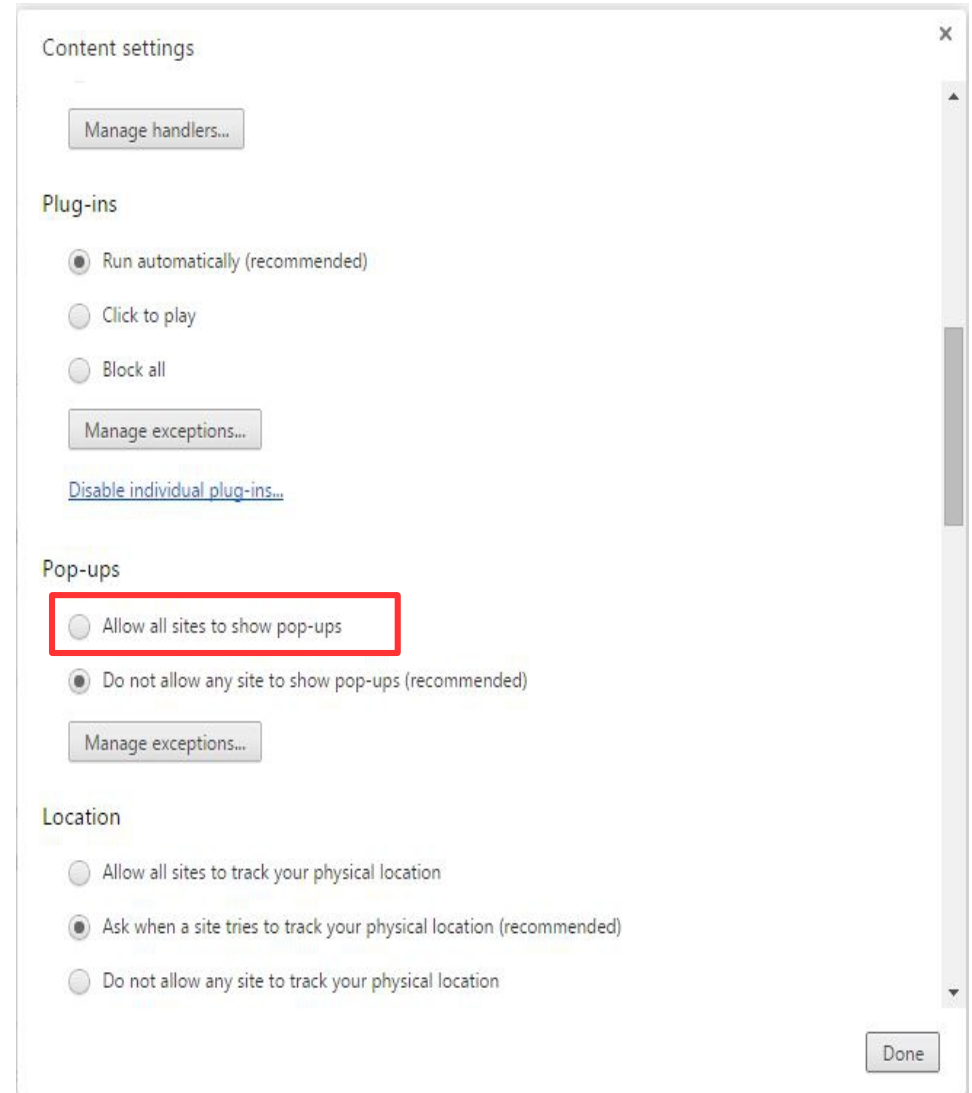 Content settings
Manage handlers...
Plug-ins
Run automatically (recommended)
Click to play
Block all
Manage exceptions...
Disable individual plug-ins...
Pop-ups
Allow all sites to show pop-ups
Do not allow any site to show pop-ups (recommended)
Manage exceptions...
Location
Allow all sites to track your physical location
Ask when a site tries to track your physical location (recommended)
Do not allow any site to track your physical location
Done